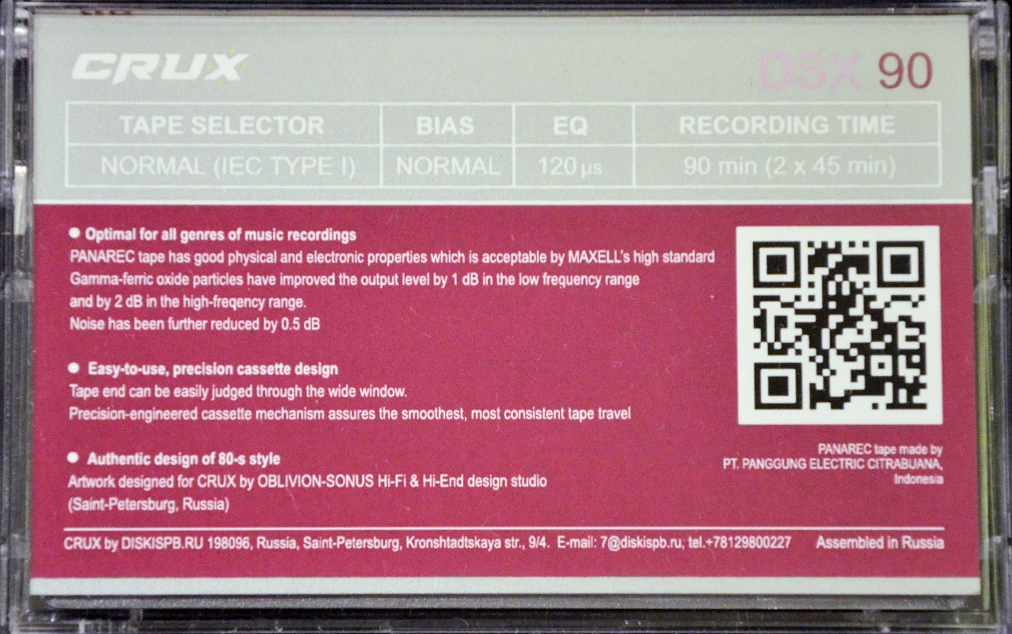 CRUX
DSX 90
TAPE SELECTOR BIAS EQ RECORDING TIME
NORMAL (IEC TYPE I) NORMAL 120 µs 90 min (2 x 45 min)
● Optimal for all genres of music recordings
PANAREC tape has good physical and electronic properties which is acceptable by MAXELL's high standard
Gamma-ferric oxide particles have improved the output level by 1 dB in the low frequency range
and by 2 dB in the high-freqency range.
Noise has been further reduced by 0.5 dB
● Easy-to-use, precision cassette design
Tape end can be easily judged through the wide window.
Precision-engineered cassette mechanism assures the smoothest, most consistent tape travel
● Authentic design of 80-s style
Artwork designed for CRUX by OBLIVION-SONUS Hi-Fi & Hi-End design studio
(Saint-Petersburg, Russia)
PANAREC tape made by
PT. PANGGUNG ELECTRIC CITRABUANA,
Indonesia
CRUX by DISKISPB.RU 198096, Russia, Saint-Petersburg, Kronshtadtskaya str., 9/4. E-mail: 7@diskispb.ru; tel.+78129800227 Assembled in Russia